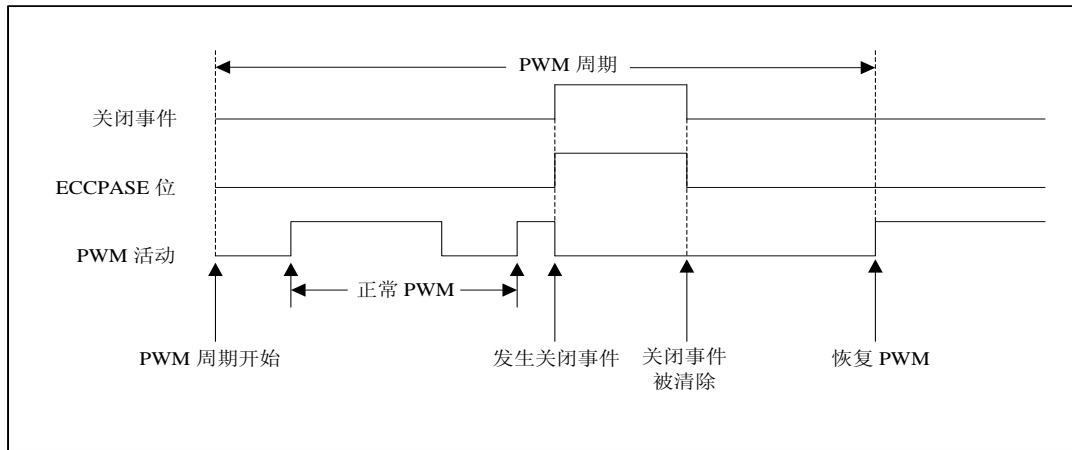 PWM 周期
关闭事件
ECCPASE 位
PWM 活动
正常 PWM
PWM 周期开始
发生关闭事件
关闭事件
被清除
恢复 PWM